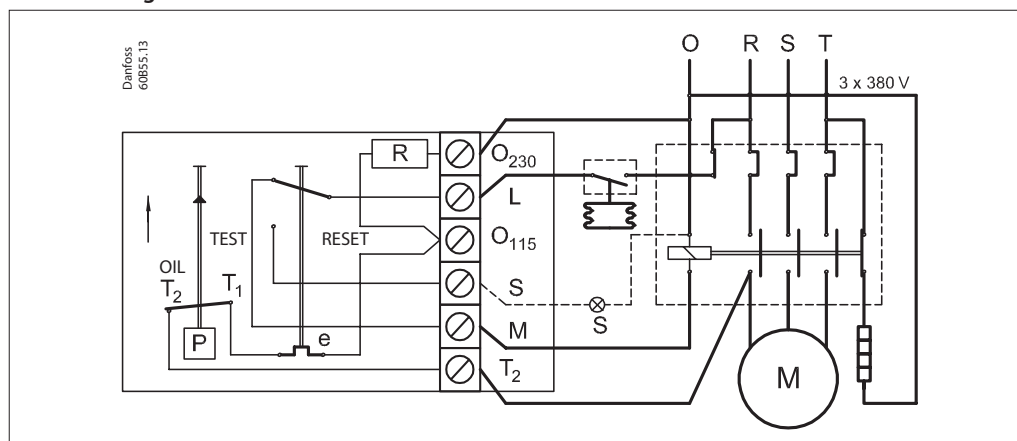 Danfoss
60B55.13
O R S T
3 x 380 V
R
O230
L
TEST
RESET
O115
OIL
T2
T1
S
S
P
e
M
T2
M